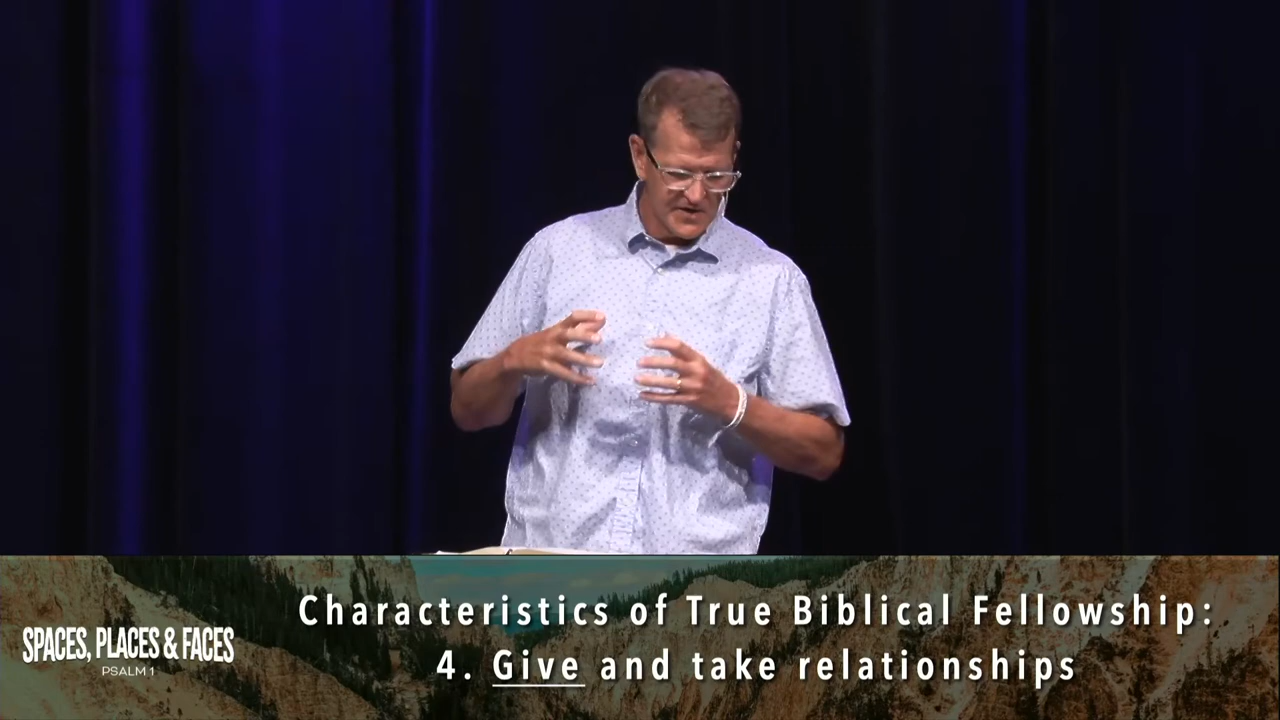 SPACES, PLACES & FACES
PSALM 1
Characteristics of True Biblical Fellowship:
4. Give and take relationships